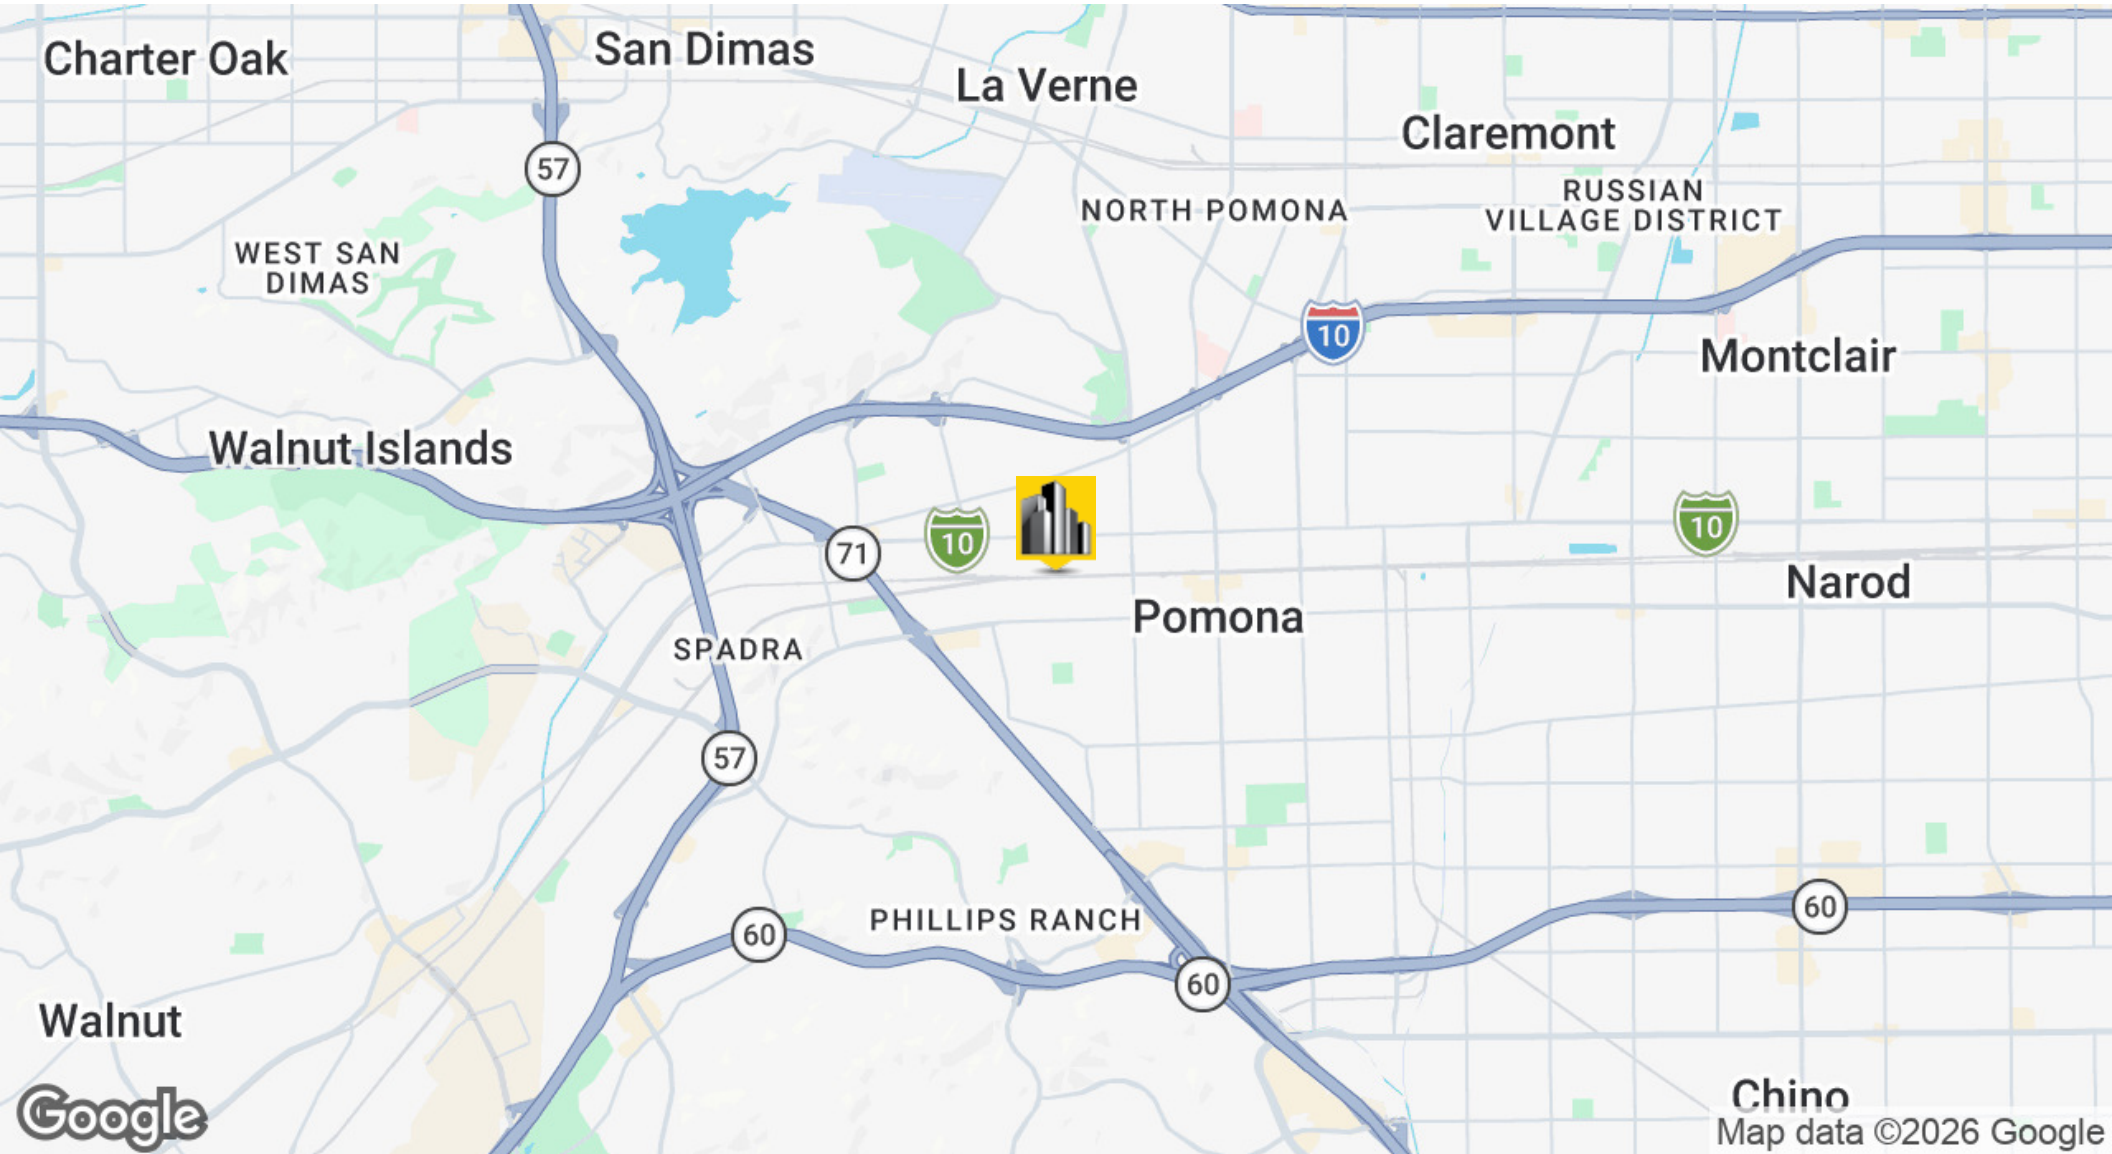 Charter Oak
San Dimas
La Verne
Claremont
57
NORTH POMONA
RUSSIAN
VILLAGE DISTRICT
WEST SAN
DIMAS
10
Montclair
Walnut Islands
10
10
71
Narod
Pomona
SPADRA
57
60
PHILLIPS RANCH
60
60
Walnut
Chino
Google
Map data ©2026 Google